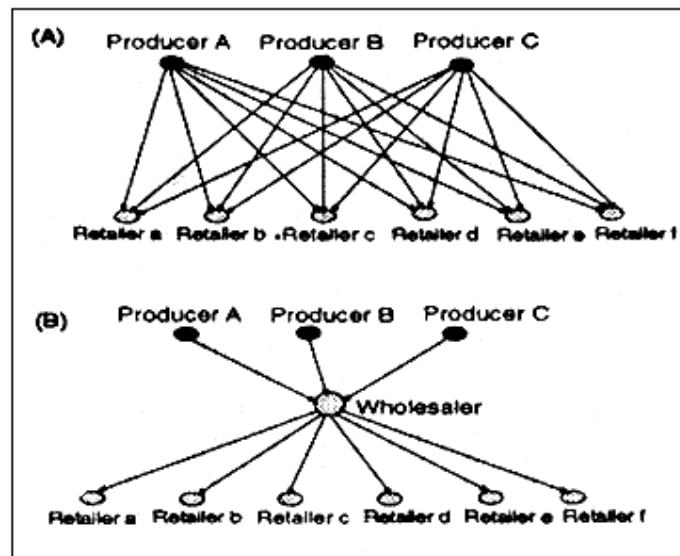 (A)
Producer A Producer B Producer C
Retailer a Retailer b Retailer c Retailer d Retailer e Retailer f
(B)
Producer A Producer B Producer C
Wholesaler
Retailer a Retailer b Retailer c Retailer d Retailer e Retailer f